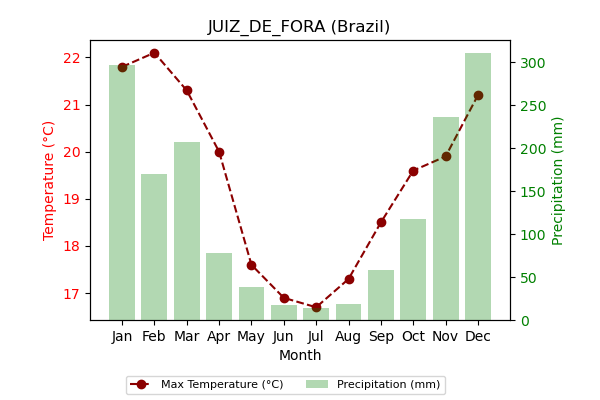 JUIZ_DE_FORA (Brazil)
Temperature (°C)
22
21
20
19
18
17
300
250
200
150
100
50
0
Precipitation (mm)
Jan Feb Mar Apr May Jun Jul Aug Sep Oct Nov Dec
Month
Max Temperature (°C) Precipitation (mm)